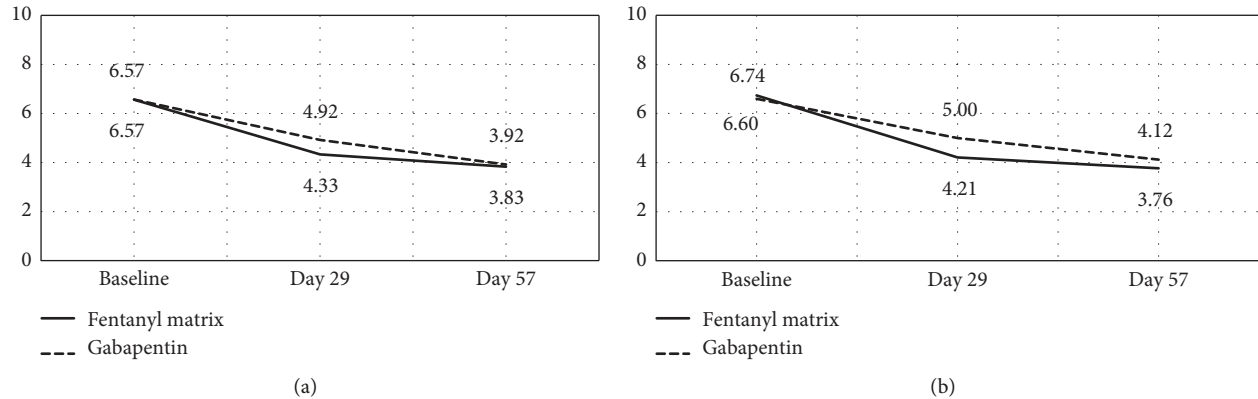 10
8
6
4
2
0
6.57
6.57
4.92
4.33
3.92
3.83
Baseline
Day 29
Day 57
Fentanyl matrix
Gabapentin
(a)
10
8
6
4
2
0
6.74
6.60
5.00
4.21
4.12
3.76
Baseline
Day 29
Day 57
Fentanyl matrix
Gabapentin
(b)